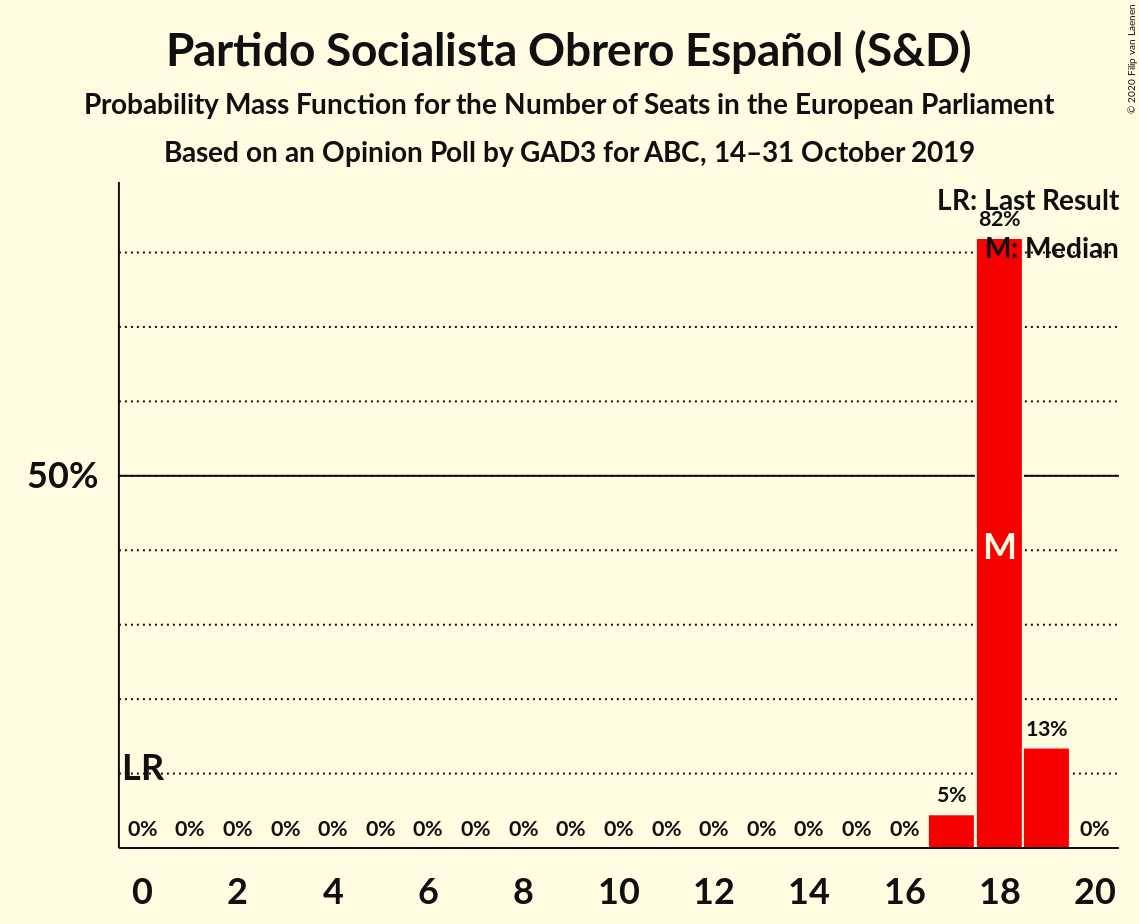 Partido Socialista Obrero Español (S&D)
Probability Mass Function for the Number of Seats in the European Parliament
Based on an Opinion Poll by GAD3 for ABC, 14–31 October 2019
© 2020 Filip van Laenen
LR: Last Result
82%
M: Median
50%
M
13%
LR
5%
0% 0% 0% 0% 0% 0% 0% 0% 0% 0% 0% 0% 0% 0% 0% 0% 0% 0%
0 2 4 6 8 10 12 14 16 18 20